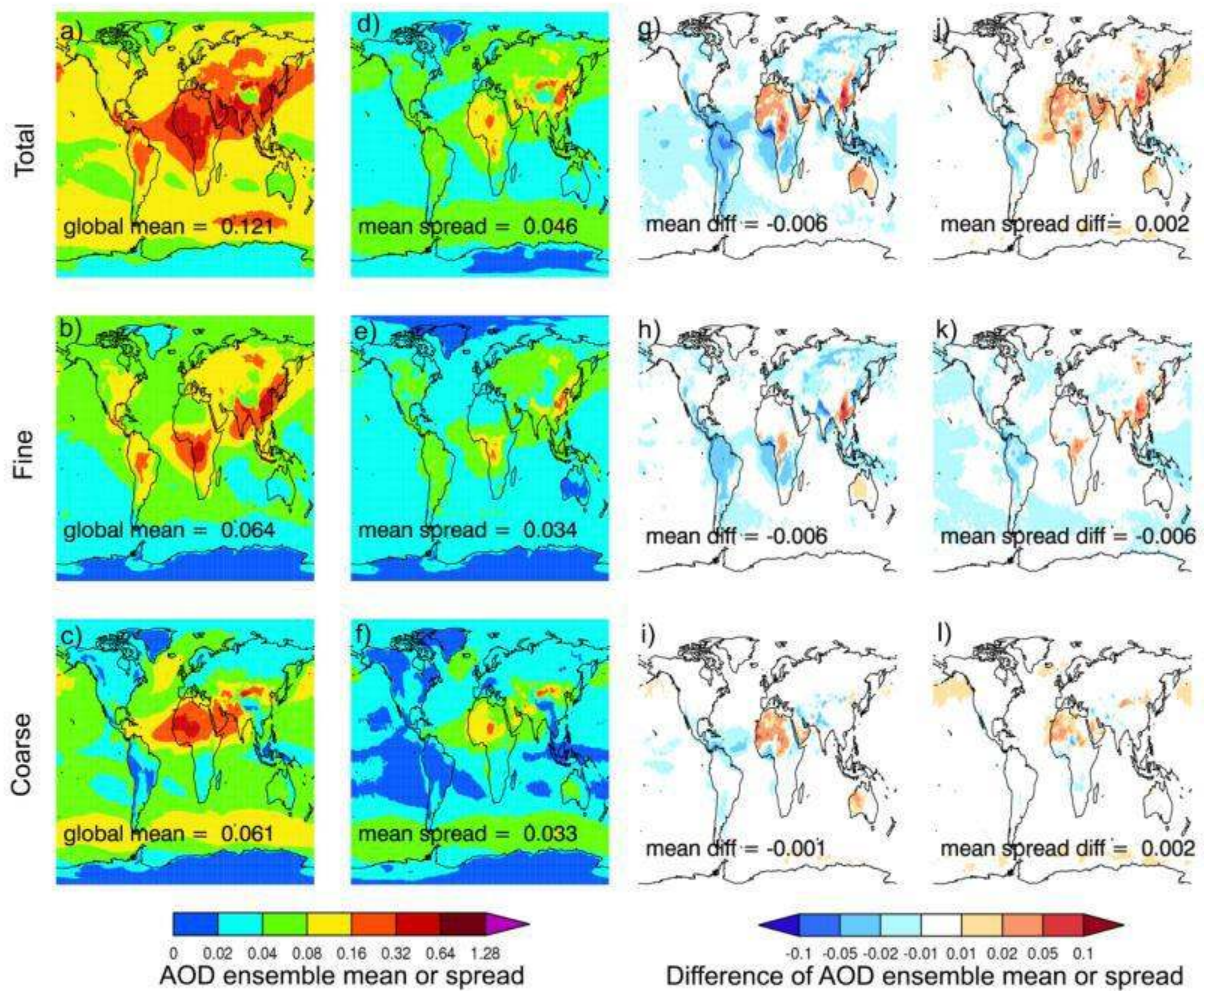 a)
d)
g)
j)
Total
global mean = 0.121
mean spread = 0.046
mean diff = -0.006
mean spread diff= 0.002
b)
e)
h)
k)
Fine
global mean = 0.064
mean spread = 0.034
mean diff = -0.006
mean spread diff = -0.006
c)
f)
i)
l)
Coarse
global mean = 0.061
mean spread = 0.033
mean diff = -0.001
mean spread diff = 0.002
0 0.02 0.04 0.08 0.16 0.32 0.64 1.28
AOD ensemble mean or spread
-0.1 -0.05 -0.02 -0.01 0.01 0.02 0.05 0.1
Difference of AOD ensemble mean or spread